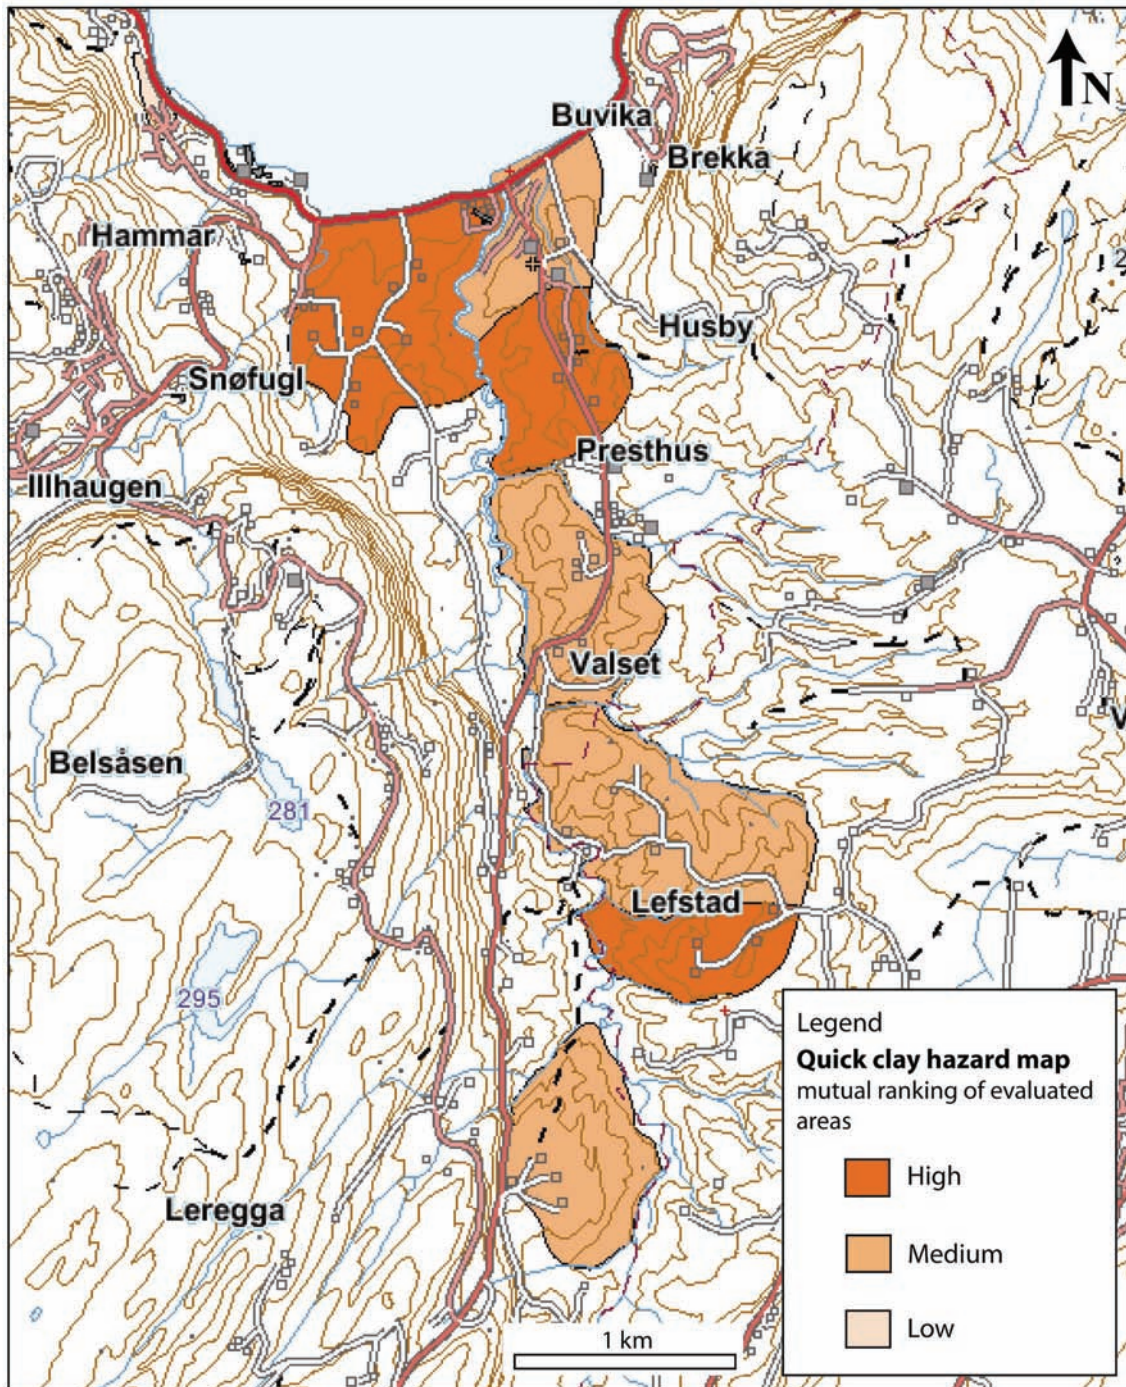 N
Buvika
Brekka
Hammar
2
Husby
Snøfugl
Presthus
Illhaugen
Valset
V
Belsåsen
281
Lefstad
295
Legend
Quick clay hazard map
mutual ranking of evaluated
areas
High
Leregga
Medium
Low
1 km